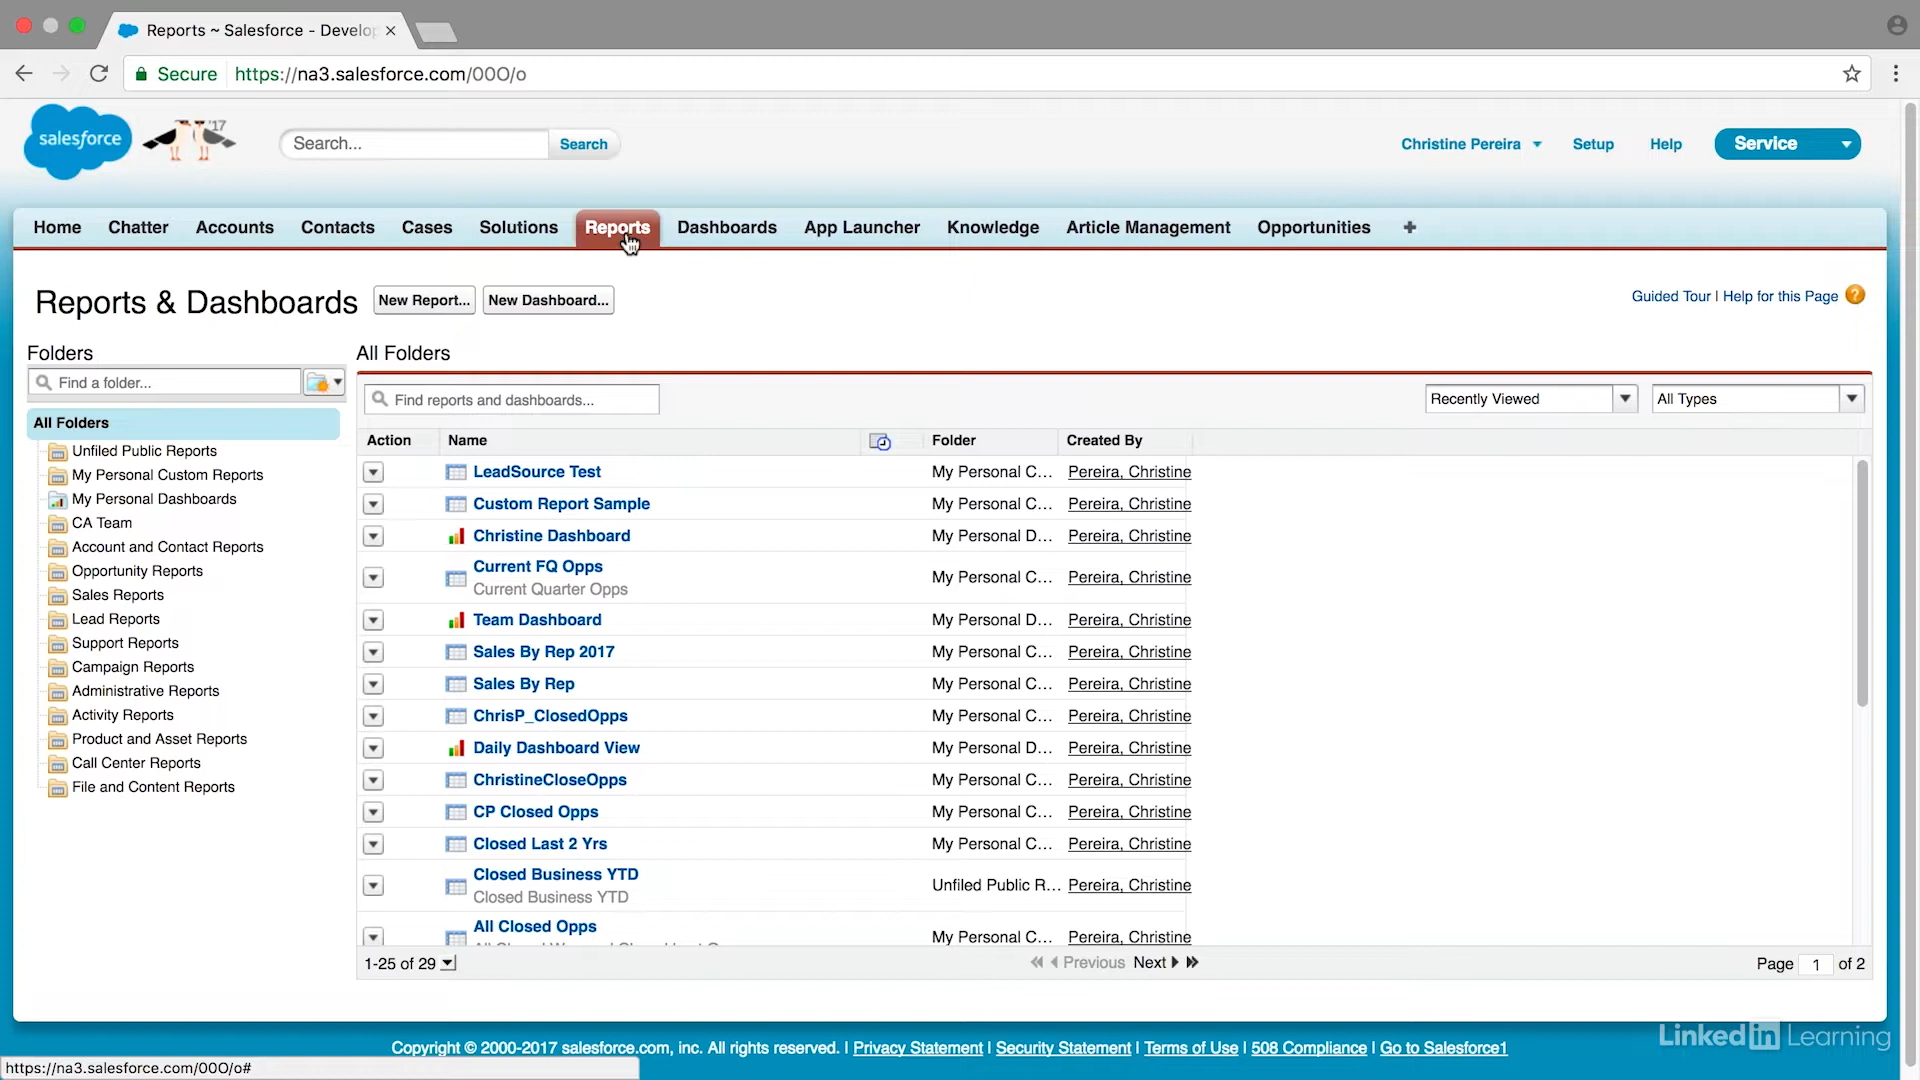 Reports ~ Salesforce - Develop
Secure https://na3.salesforce.com/00O/o
salesforce '17 Search... Search Christine Pereira Setup Help Service
Home Chatter Accounts Contacts Cases Solutions Reports Dashboards App Launcher Knowledge Article Management Opportunities +
Reports & Dashboards New Report... New Dashboard... Guided Tour | Help for this Page ?
Folders
Find a folder...
All Folders
Unfiled Public Reports
My Personal Custom Reports
My Personal Dashboards
CA Team
Account and Contact Reports
Opportunity Reports
Sales Reports
Lead Reports
Support Reports
Campaign Reports
Administrative Reports
Activity Reports
Product and Asset Reports
Call Center Reports
File and Content Reports
All Folders
Find reports and dashboards... Recently Viewed All Types
Action Name Folder Created By
LeadSource Test My Personal C... Pereira, Christine
Custom Report Sample My Personal C... Pereira, Christine
Christine Dashboard My Personal D... Pereira, Christine
Current FQ Opps My Personal C... Pereira, Christine
Current Quarter Opps
Team Dashboard My Personal D... Pereira, Christine
Sales By Rep 2017 My Personal C... Pereira, Christine
Sales By Rep My Personal C... Pereira, Christine
ChrisP_ClosedOpps My Personal C... Pereira, Christine
Daily Dashboard View My Personal D... Pereira, Christine
ChristineCloseOpps My Personal C... Pereira, Christine
CP Closed Opps My Personal C... Pereira, Christine
Closed Last 2 Yrs My Personal C... Pereira, Christine
Closed Business YTD Unfiled Public R... Pereira, Christine
Closed Business YTD
All Closed Opps My Personal C... Pereira, Christine
1-25 of 29 Previous Next Page 1 of 2
Copyright © 2000-2017 salesforce.com, inc. All rights reserved. | Privacy Statement | Security Statement | Terms of Use | 508 Compliance | Go to Salesforce1
LinkedIn Learning
https://na3.salesforce.com/00O/o#